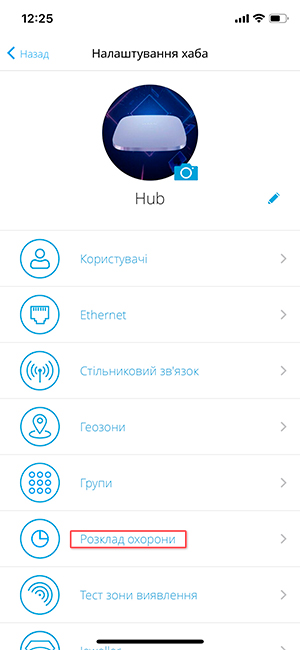 12:25
Назад
Налаштування хаба
Hub
Користувачі
Ethernet
Стільниковий зв'язок
Геозони
Групи
Розклад охорони
Тест зони виявлення